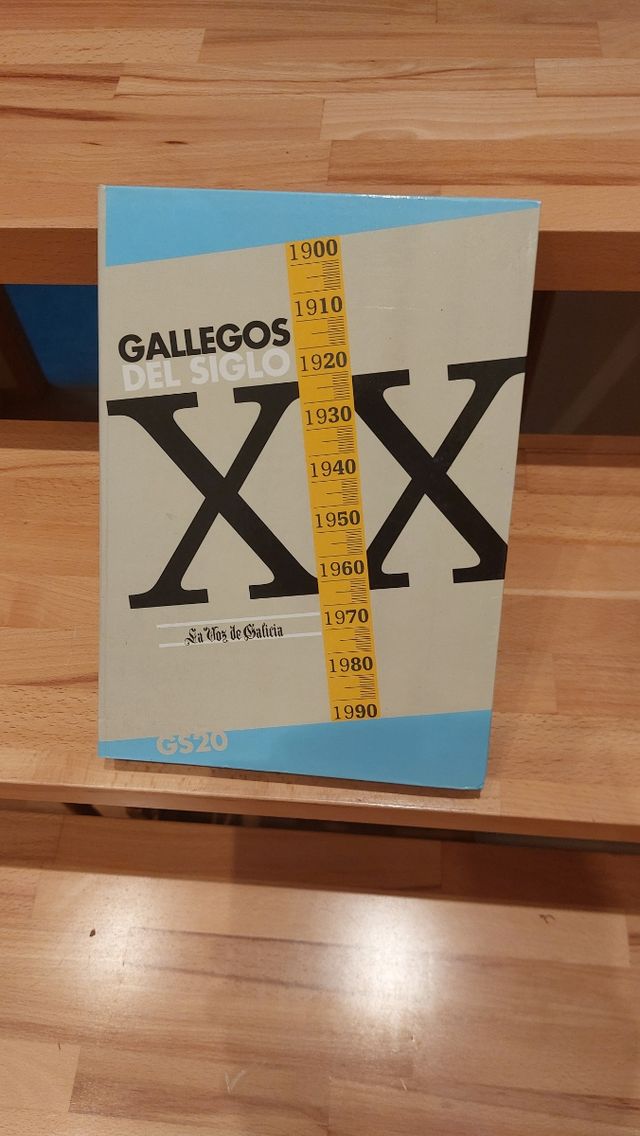 GALLEGOS
DEL SIGLO
XX
1900
1910
1920
1930
1940
1950
1960
1970
1980
1990
La Voz de Galicia
GS20